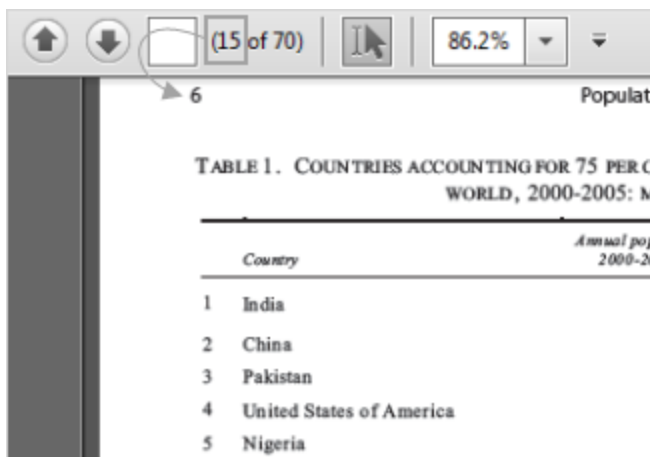 (15 of 70) 86.2%
6 Populat
TABLE 1. COUNTRIES ACCOUNTING FOR 75 PER C
WORLD, 2000-2005: M
Annual pop
Country 2000-20
1 India
2 China
3 Pakistan
4 United States of America
5 Nigeria